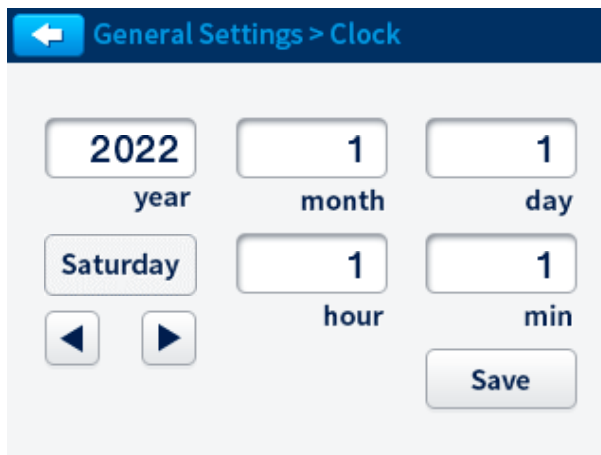 General Settings > Clock
2022 1 1
year month day
Saturday 1 1
hour min
Save